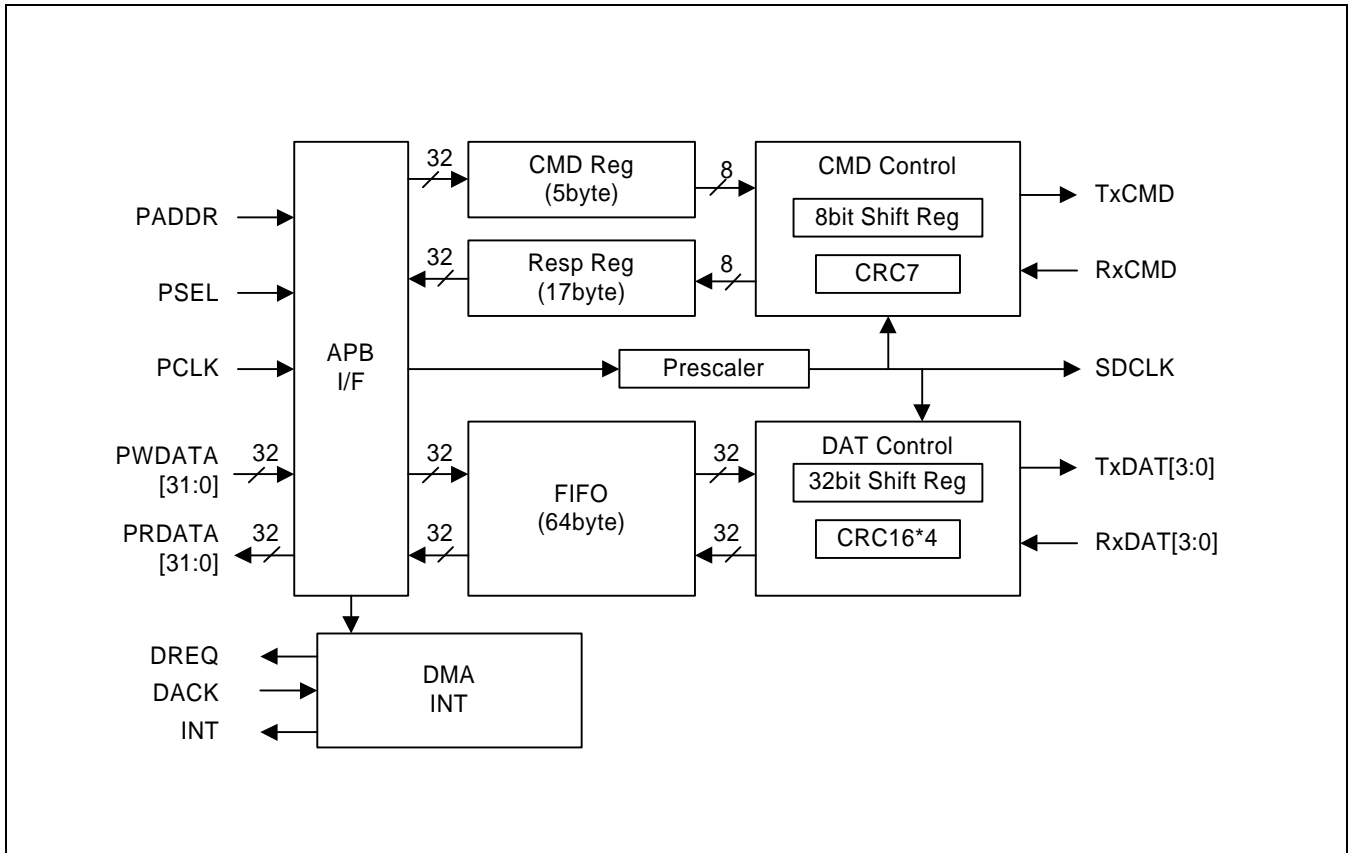 32
CMD Reg
(5byte)
8
CMD Control
8bit Shift Reg
CRC7
TxCMD
RxCMD
PADDR
32
Resp Reg
(17byte)
8
PSEL
PCLK
APB
I/F
Prescaler
SDCLK
PWDATA
[31:0]
32
32
FIFO
(64byte)
32
DAT Control
32bit Shift Reg
CRC16*4
TxDAT[3:0]
PRDATA
[31:0]
32
32
32
RxDAT[3:0]
DREQ
DACK
INT
DMA
INT